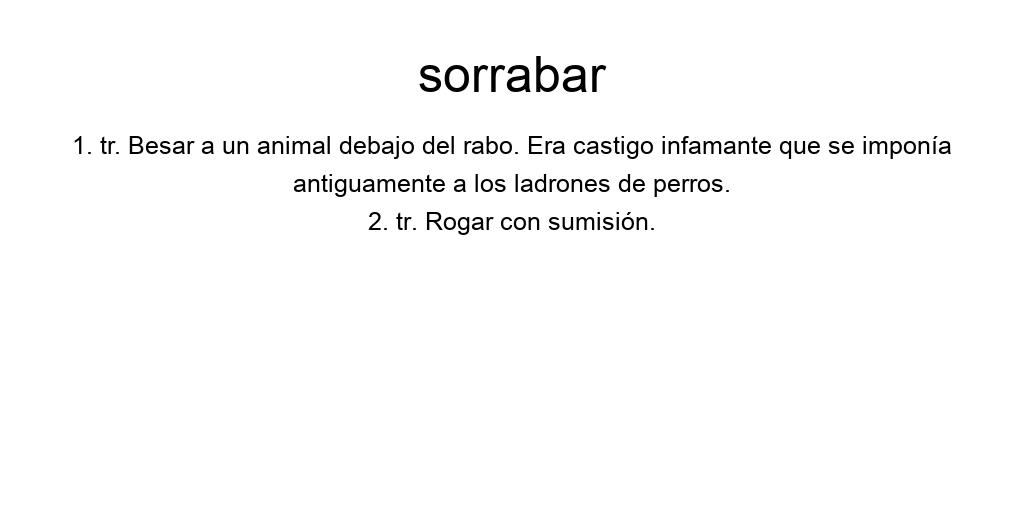 sorrabar
1. tr. Besar a un animal debajo del rabo. Era castigo infamante que se imponía
antiguamente a los ladrones de perros.
2. tr. Rogar con sumisión.